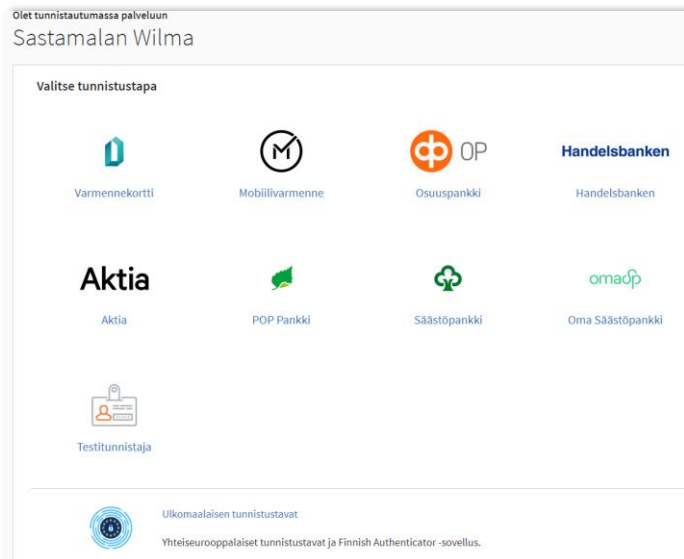 Olet tunnistautumassa palveluun
Sastamalan Wilma
Valitse tunnistustapa
M
OP
Handelsbanken
Varmennekortti
Mobiilivarmenne
Osuuspankki
Handelsbanken
Aktia
omasp
Aktia
POP Pankki
Säästöpankki
Oma Säästöpankki
Testitunnistaja
Ulkomaalaisen tunnistustavat
Yhteiseurooppalaiset tunnistustavat ja Finnish Authenticator -sovellus.